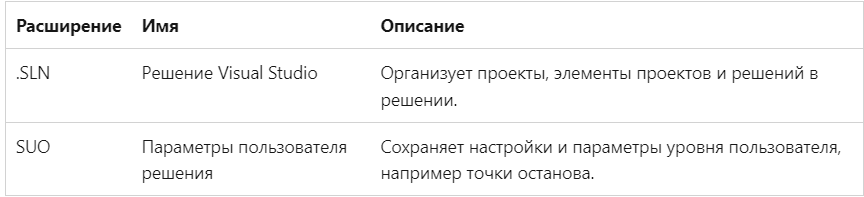 Расширение Имя Описание
.SLN Решение Visual Studio Организует проекты, элементы проектов и решений в
решении.
SUO Параметры пользователя Сохраняет настройки и параметры уровня пользователя,
решения например точки останова.